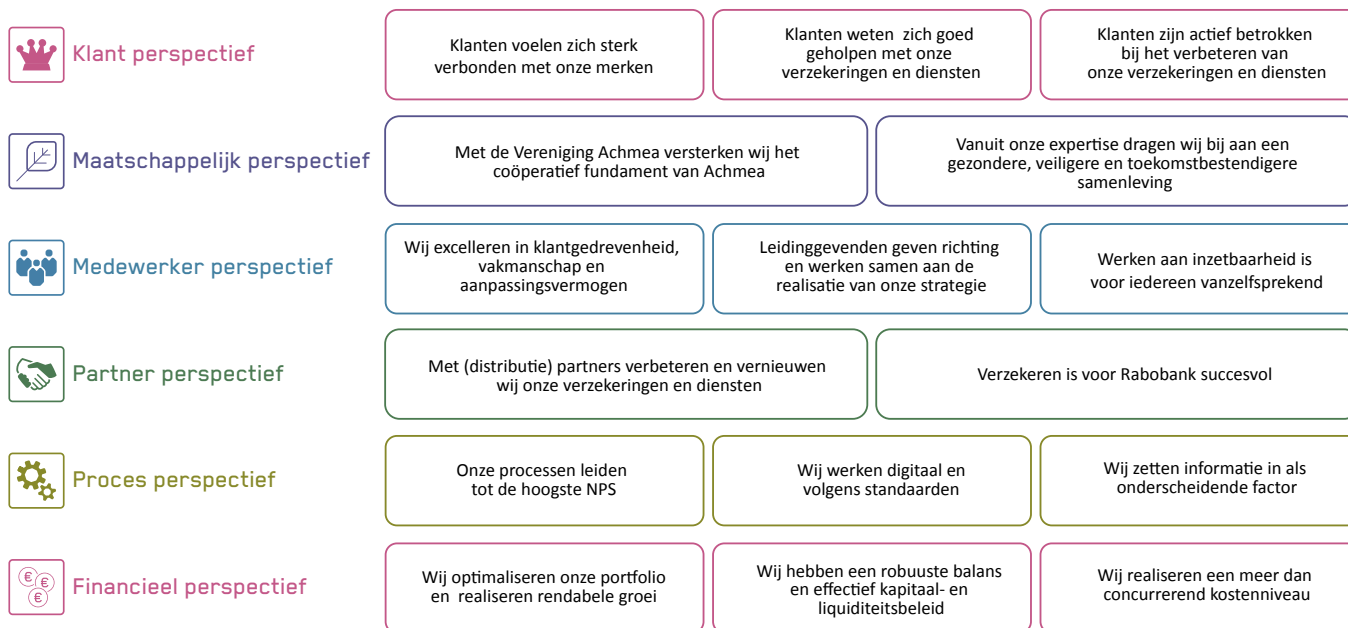 Klant perspectief
Klanten voelen zich sterk
verbonden met onze merken
Klanten weten zich goed
geholpen met onze
verzekeringen en diensten
Klanten zijn actief betrokken
bij het verbeteren van
onze verzekeringen en diensten
Maatschappelijk perspectief
Met de Vereniging Achmea versterken wij het
coöperatief fundament van Achmea
Vanuit onze expertise dragen wij bij aan een
gezondere, veiligere en toekomstbestendigere
samenleving
Medewerker perspectief
Wij excelleren in klantgedrevenheid,
vakmanschap en
aanpassingsvermogen
Leidinggevenden geven richting
en werken samen aan de
realisatie van onze strategie
Werken aan inzetbaarheid is
voor iedereen vanzelfsprekend
Partner perspectief
Met (distributie) partners verbeteren en vernieuwen
wij onze verzekeringen en diensten
Verzekeren is voor Rabobank succesvol
Proces perspectief
Onze processen leiden
tot de hoogste NPS
Wij werken digitaal en
volgens standaarden
Wij zetten informatie in als
onderscheidende factor
€
€
€
Financieel perspectief
Wij optimaliseren onze portfolio
en realiseren rendabele groei
Wij hebben een robuuste balans
en effectief kapitaal- en
liquiditeitsbeleid
Wij realiseren een meer dan
concurrerend kostenniveau